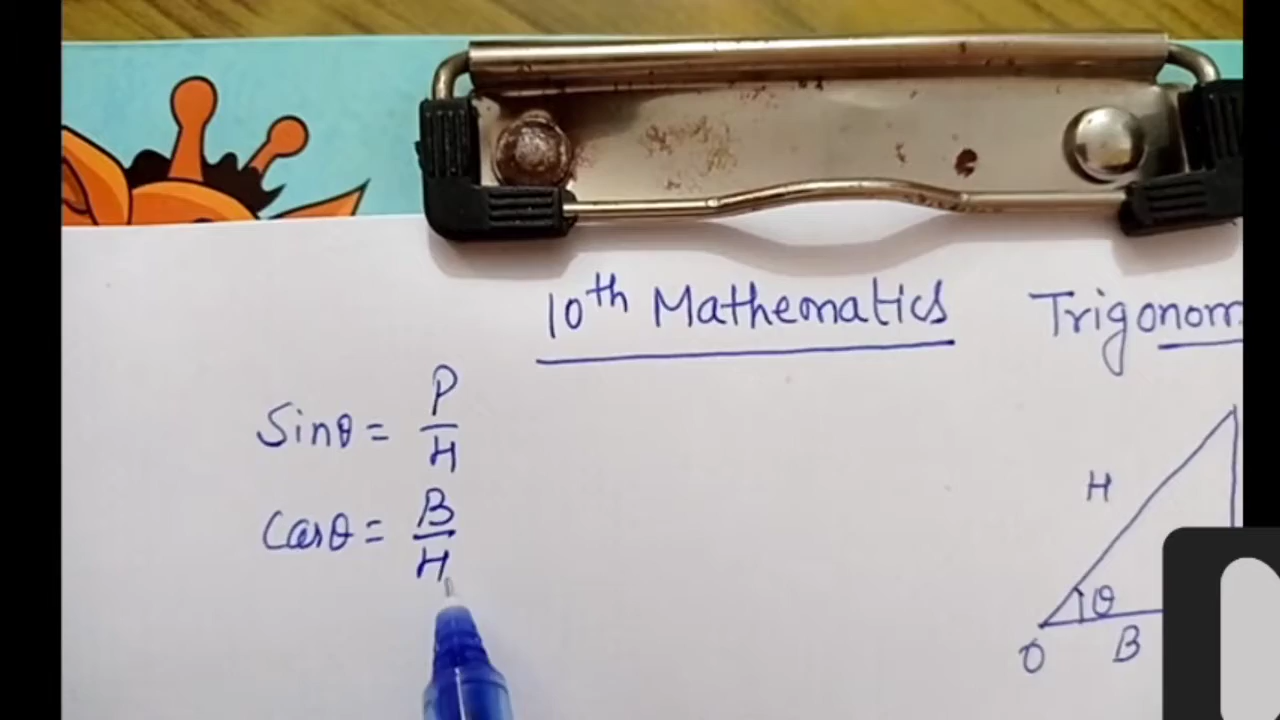 10th Mathematics Trigonom
Sinθ = P/H
Cosθ = B/H
H
θ
O B